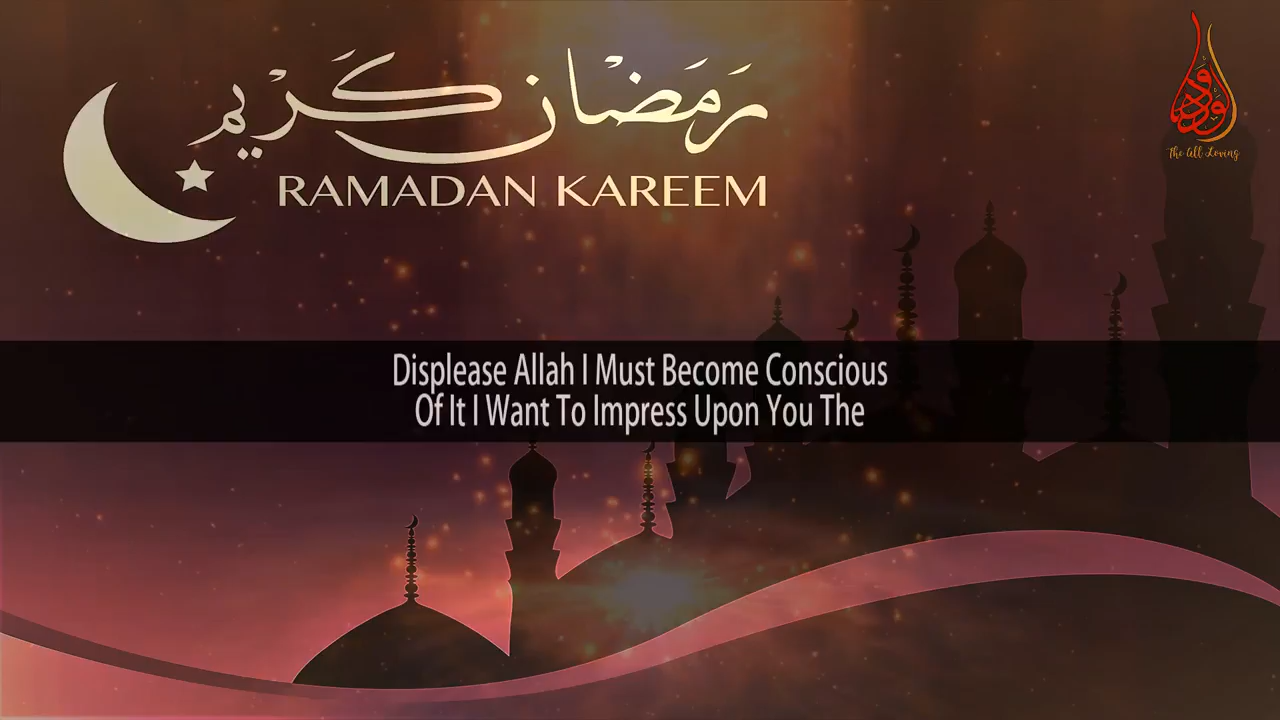 رمضان كريم
RAMADAN KAREEM
الودود
The All Loving
Displease Allah I Must Become Conscious
Of It I Want To Impress Upon You The